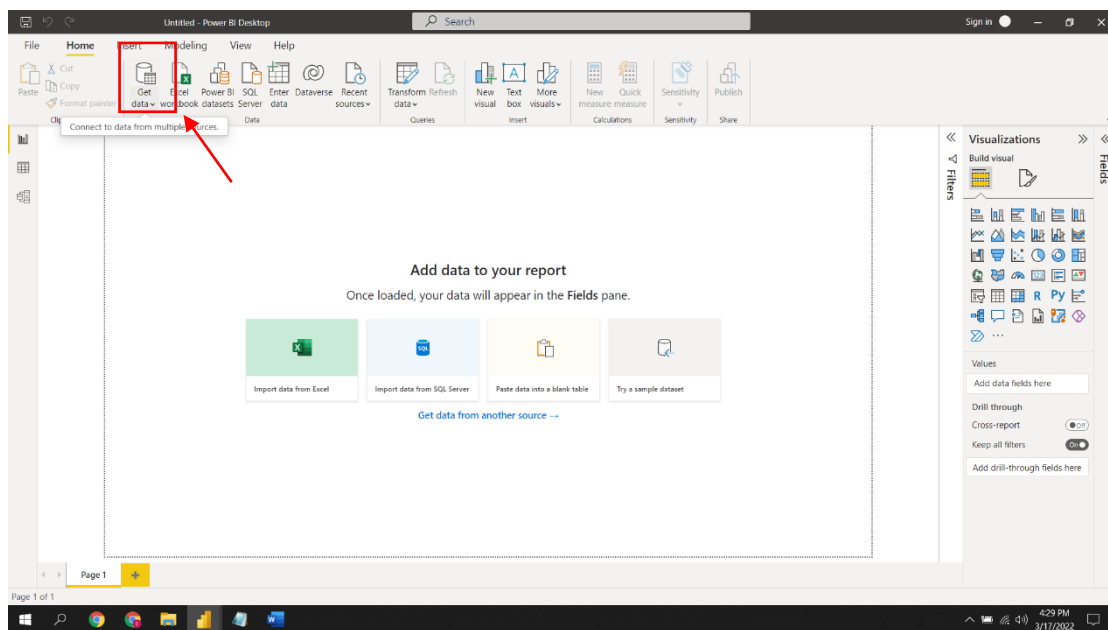 Untitled - Power BI Desktop
Search
Sign in
File Home Insert Modeling View Help
Paste
Cut
Copy
Format painter
Get data
Excel workbook
Power BI datasets
SQL Server
Enter data
Dataverse
Recent sources
Transform data
Refresh
New visual
Text box
More visuals
New measure
Quick measure
Sensitivity
Publish
Data
Queries
Insert
Calculations
Sensitivity
Share
Connect to data from multiple sources.
Add data to your report
Once loaded, your data will appear in the Fields pane.
SQL
Import data from Excel
Import data from SQL Server
Paste data into a blank table
Try a sample dataset
Get data from another source →
Filters
Visualizations
Build visual
R Py
123
Values
Add data fields here
Drill through
Cross-report
Off
Keep all filters
On
Add drill-through fields here
Fields
Page 1
Page 1 of 1
4:29 PM
3/17/2022